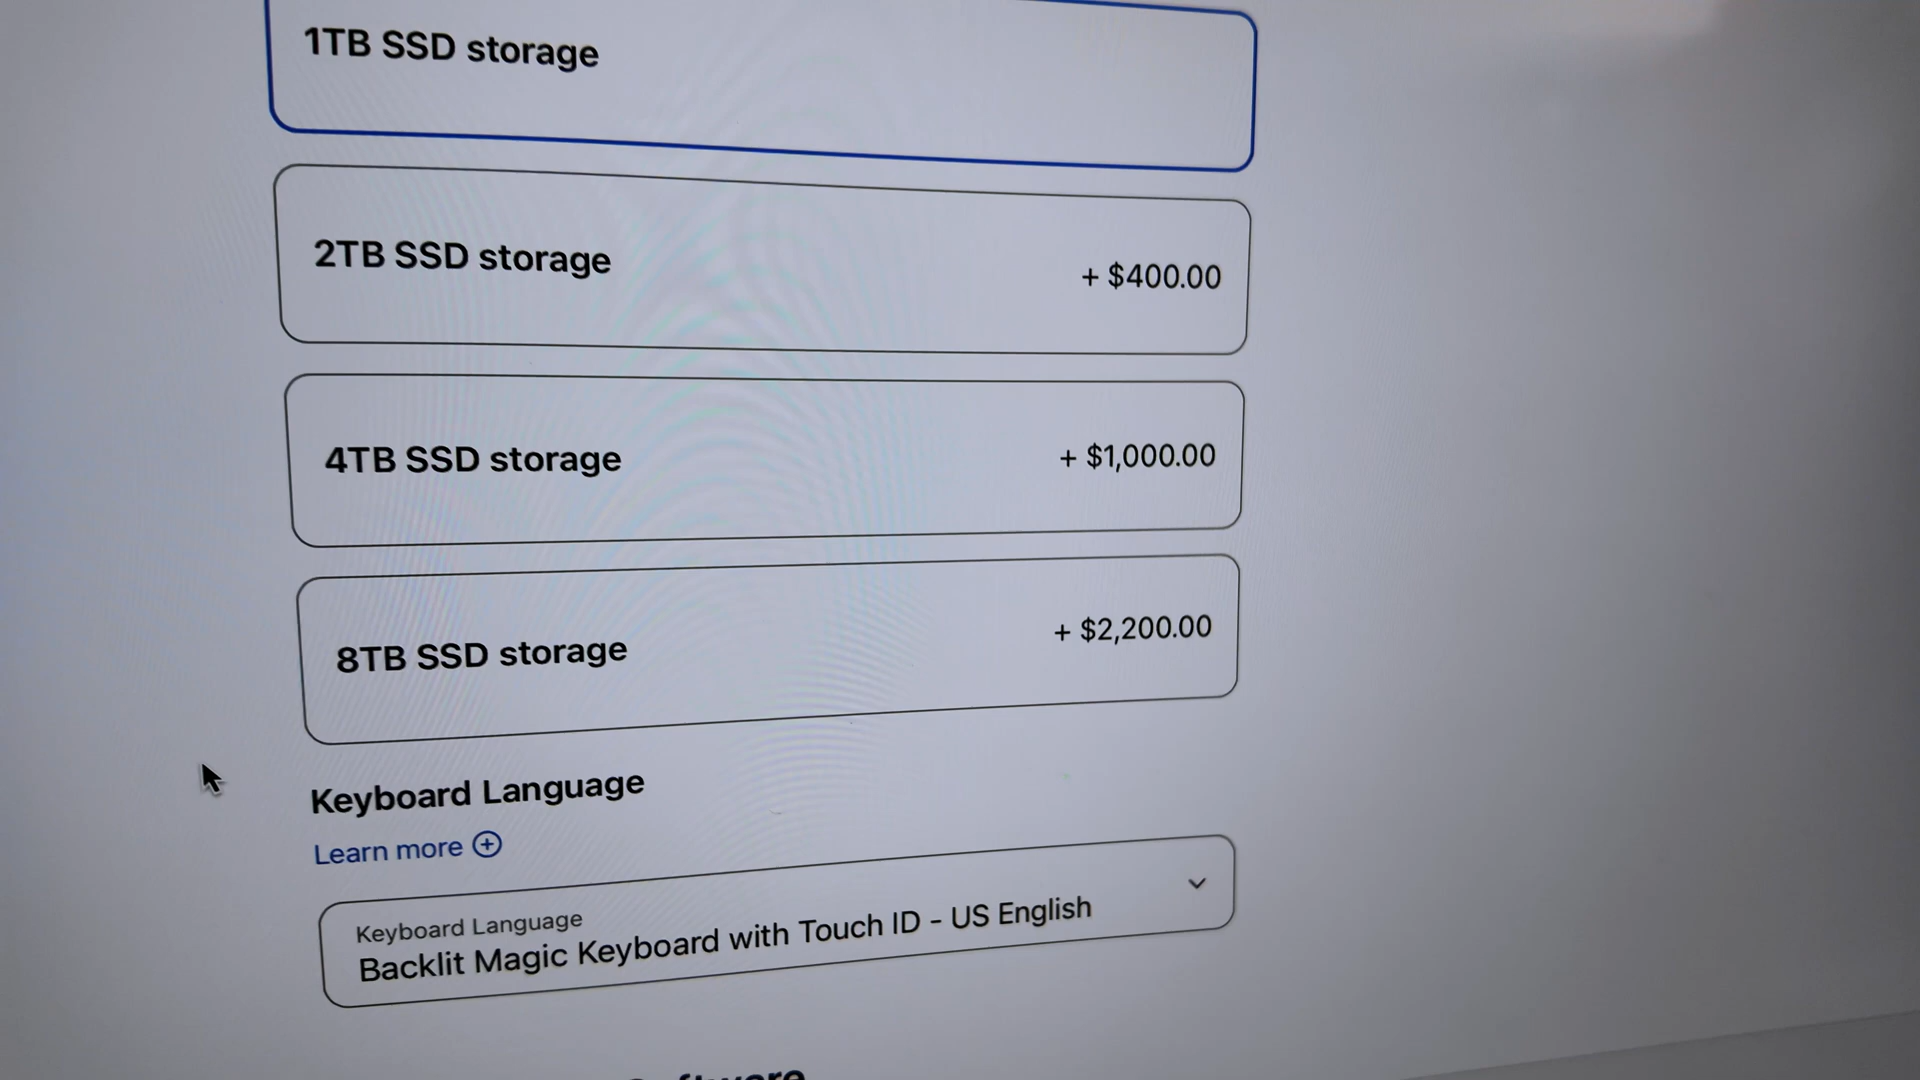 1TB SSD storage
2TB SSD storage
+ $400.00
4TB SSD storage
+ $1,000.00
8TB SSD storage
+ $2,200.00
Keyboard Language
Learn more
Keyboard Language
Backlit Magic Keyboard with Touch ID - US English